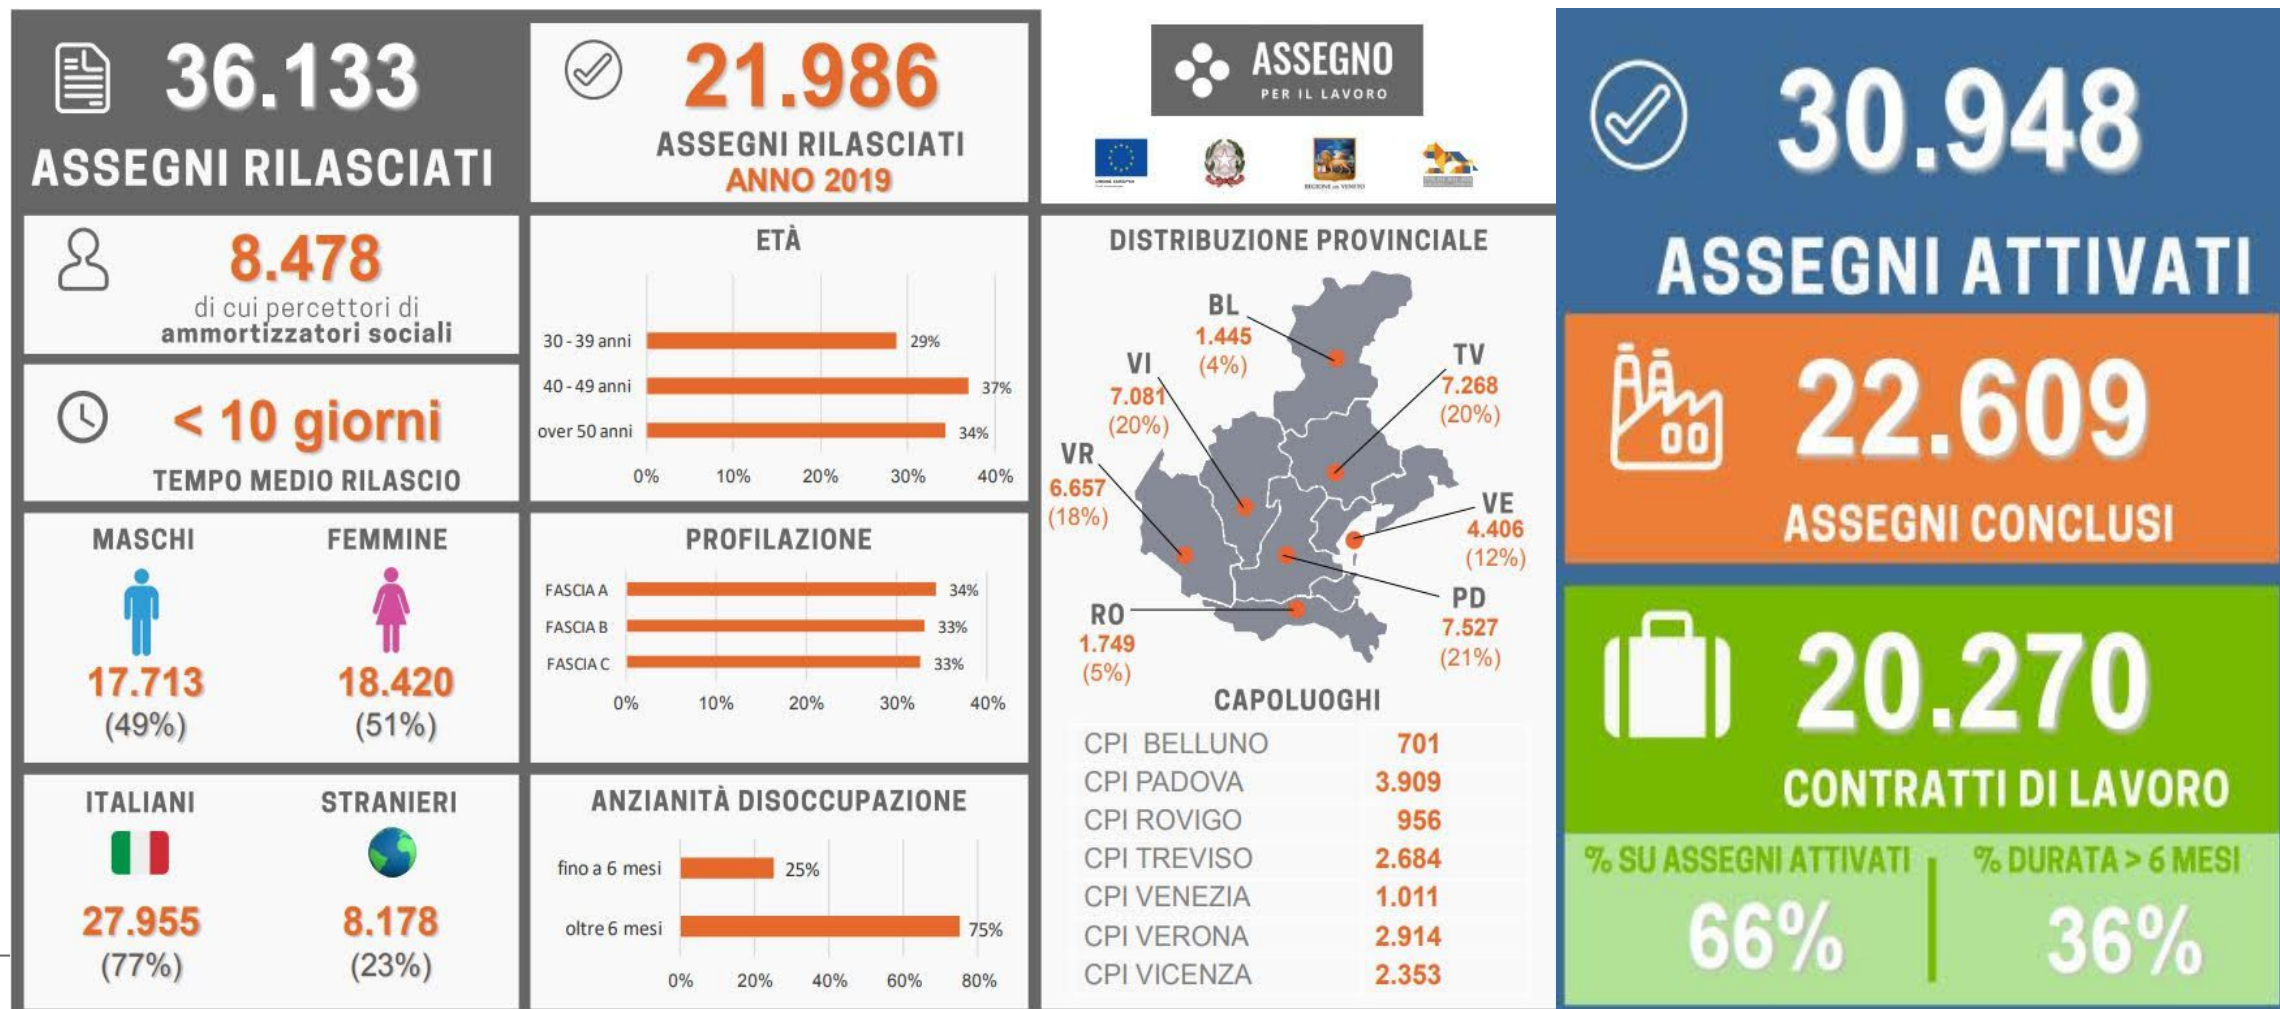 36.133
ASSEGNI RILASCIATI
8.478
di cui percettori di
ammortizzatori sociali
< 10 giorni
TEMPO MEDIO RILASCIO
MASCHI
FEMMINE
17.713
(49%)
18.420
(51%)
ITALIANI
STRANIERI
27.955
(77%)
8.178
(23%)
21.986
ASSEGNI RILASCIATI
ANNO 2019
ETÀ
30 - 39 anni
29%
40 - 49 anni
37%
over 50 anni
34%
0% 10% 20% 30% 40%
PROFILAZIONE
FASCIA A
34%
FASCIA B
33%
FASCIA C
33%
0% 10% 20% 30% 40%
ANZIANITÀ DISOCCUPAZIONE
fino a 6 mesi
25%
oltre 6 mesi
75%
0% 20% 40% 60% 80%
ASSEGNO
PER IL LAVORO
REGIONE DEL VENETO
DISTRIBUZIONE PROVINCIALE
BL
1.445
(4%)
VI
7.081
(20%)
TV
7.268
(20%)
VR
6.657
(18%)
VE
4.406
(12%)
PD
7.527
(21%)
RO
1.749
(5%)
CAPOLUOGHI
CPI BELLUNO 701
CPI PADOVA 3.909
CPI ROVIGO 956
CPI TREVISO 2.684
CPI VENEZIA 1.011
CPI VERONA 2.914
CPI VICENZA 2.353
30.948
ASSEGNI ATTIVATI
22.609
ASSEGNI CONCLUSI
20.270
CONTRATTI DI LAVORO
% SU ASSEGNI ATTIVATI
66%
% DURATA > 6 MESI
36%